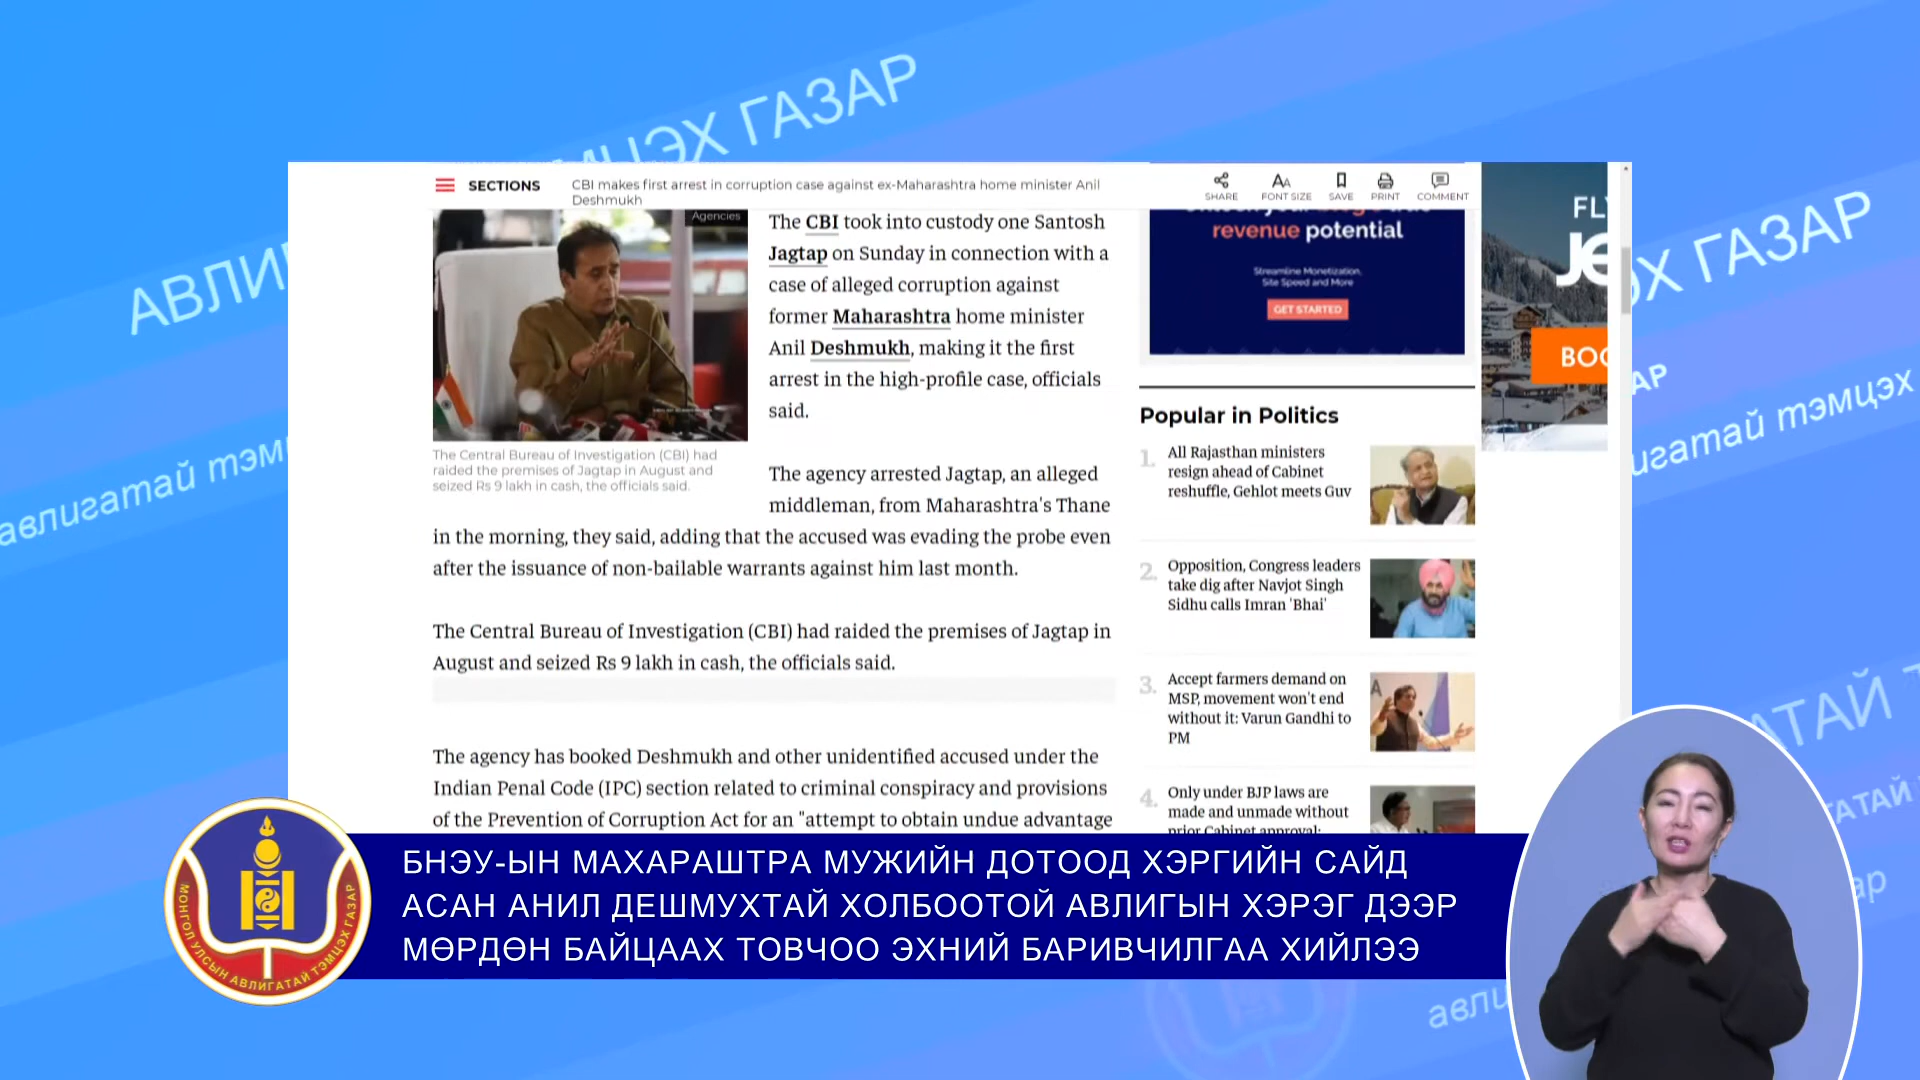 ЭХ ГАЗАР
SECTIONS
CBI makes first arrest in corruption case against ex-Maharashtra home minister Anil
Deshmukh
SHARE
FONT SIZE
SAVE
PRINT
COMMENT
Agencies
The CBI took into custody one Santosh
Jagtap on Sunday in connection with a
case of alleged corruption against
former Maharashtra home minister
Anil Deshmukh, making it the first
arrest in the high-profile case, officials
said.
The Central Bureau of Investigation (CBI) had
raided the premises of Jagtap in August and
seized Rs 9 lakh in cash, the officials said.
The agency arrested Jagtap, an alleged
middleman, from Maharashtra's Thane
in the morning, they said, adding that the accused was evading the probe even
after the issuance of non-bailable warrants against him last month.
The Central Bureau of Investigation (CBI) had raided the premises of Jagtap in
August and seized Rs 9 lakh in cash, the officials said.
The agency has booked Deshmukh and other unidentified accused under the
Indian Penal Code (IPC) section related to criminal conspiracy and provisions
of the Prevention of Corruption Act for an "attempt to obtain undue advantage
revenue potential
Streamline Monetization,
Site Speed and More
GET STARTED
Popular in Politics
1. All Rajasthan ministers
resign ahead of Cabinet
reshuffle, Gehlot meets Guv
2. Opposition, Congress leaders
take dig after Navjot Singh
Sidhu calls Imran 'Bhai'
3. Accept farmers demand on
MSP, movement won't end
without it: Varun Gandhi to
PM
4. Only under BJP laws are
made and unmade without
prior Cabinet approval:
FLY
JE
BOO
ЭХ ГАЗАР
авлигатай тэм
игатай тэмцэх
АТАЙ
МОНГОЛ УЛСЫН АВЛИГАТАЙ ТЭМЦЭХ ГАЗАР
БНЭУ-ЫН МАХАРАШТРА МУЖИЙН ДОТООД ХЭРГИЙН САЙД
АСАН АНИЛ ДЕШМУХТАЙ ХОЛБООТОЙ АВЛИГЫН ХЭРЭГ ДЭЭР
МӨРДӨН БАЙЦААХ ТОВЧОО ЭХНИЙ БАРИВЧИЛГАА ХИЙЛЭЭ